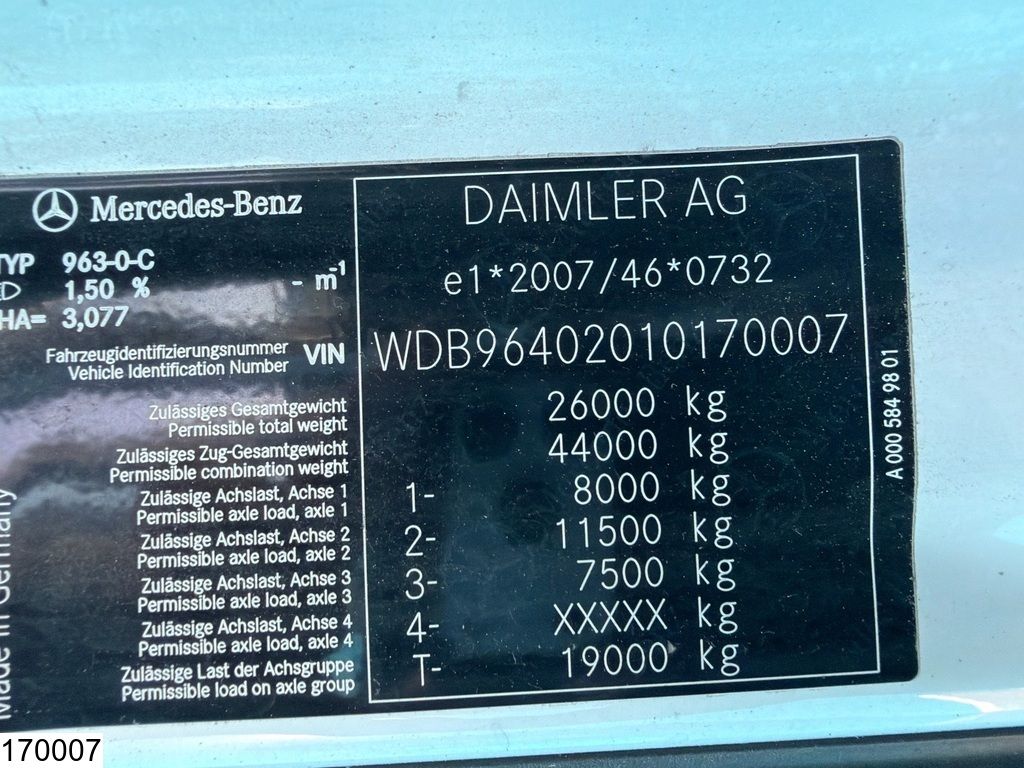 Mercedes-Benz
TYP 963-0-C
1,50 % - m⁻¹
HA= 3,077
DAIMLER AG
e1*2007/46*0732
Fahrzeugidentifizierungsnummer
Vehicle Identification Number
VIN WDB96402010170007
Zulässiges Gesamtgewicht
Permissible total weight
26000 kg
Zulässiges Zug-Gesamtgewicht
Permissible combination weight
44000 kg
Zulässige Achslast, Achse 1
Permissible axle load, axle 1
1- 8000 kg
Zulässige Achslast, Achse 2
Permissible axle load, axle 2
2- 11500 kg
Zulässige Achslast, Achse 3
Permissible axle load, axle 3
3- 7500 kg
Zulässige Achslast, Achse 4
Permissible axle load, axle 4
4- XXXXX kg
Zulässige Last der Achsgruppe
Permissible load on axle group
T- 19000 kg
A 000 584 98 01
Made in Germany
170007